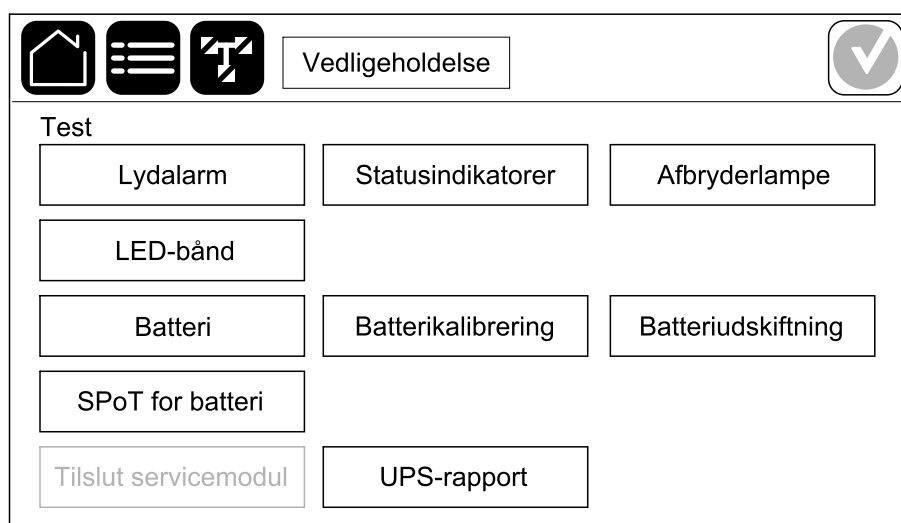 Vedligeholdelse
Test
Lydalarm
Statusindikatorer
Afbryderlampe
LED-bånd
Batteri
Batterikalibrering
Batteriudskiftning
SPoT for batteri
Tilslut servicemodul
UPS-rapport